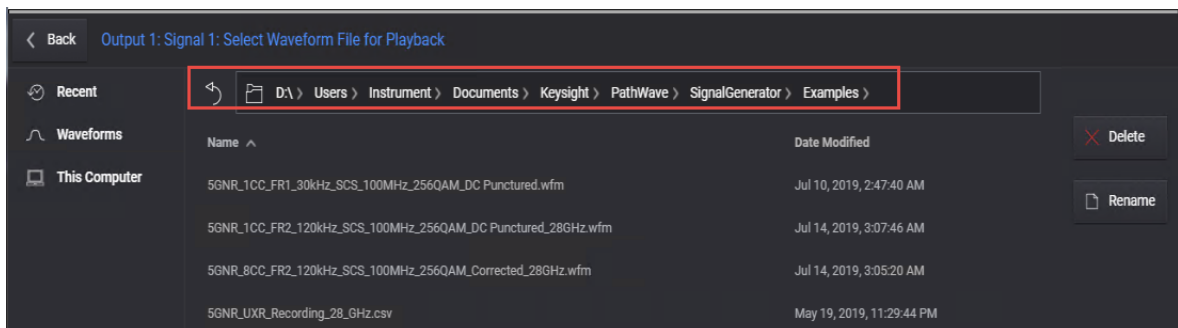 Back Output 1: Signal 1: Select Waveform File for Playback
Recent
Waveforms
This Computer
D:\ Users Instrument Documents Keysight PathWave SignalGenerator Examples
Name Date Modified
5GNR_1CC_FR1_30kHz_SCS_100MHz_256QAM_DC Punctured.wfm Jul 10, 2019, 2:47:40 AM
5GNR_1CC_FR2_120kHz_SCS_100MHz_256QAM_DC Punctured_28GHz.wfm Jul 14, 2019, 3:07:46 AM
5GNR_8CC_FR2_120kHz_SCS_100MHz_256QAM_Corrected_28GHz.wfm Jul 14, 2019, 3:05:20 AM
5GNR_UXR_Recording_28_GHz.csv May 19, 2019, 11:29:44 PM
Delete
Rename